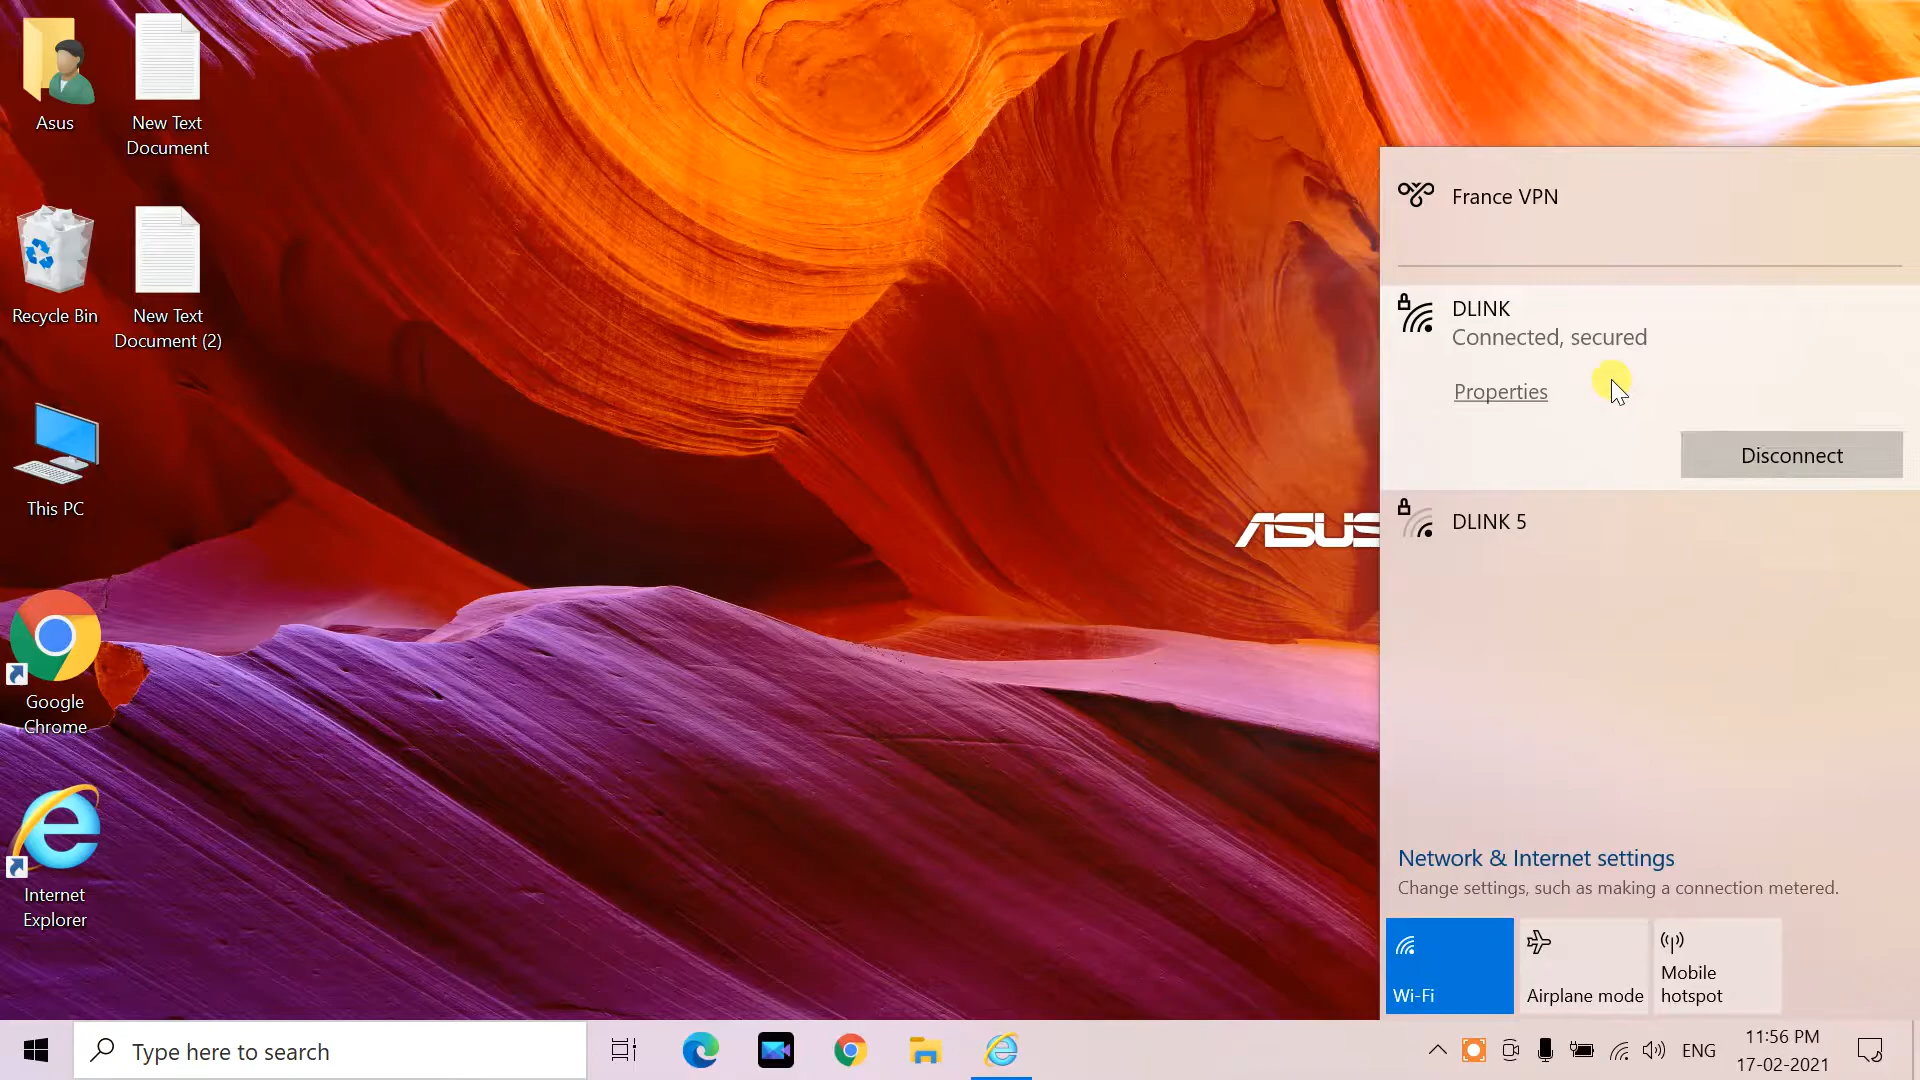 Asus
New Text
Document
Recycle Bin
New Text
Document (2)
This PC
Google
Chrome
Internet
Explorer
ASUS
France VPN
DLINK
Connected, secured
Properties
Disconnect
DLINK 5
Network & Internet settings
Change settings, such as making a connection metered.
Wi-Fi
Airplane mode
Mobile
hotspot
Type here to search
ENG
11:56 PM
17-02-2021